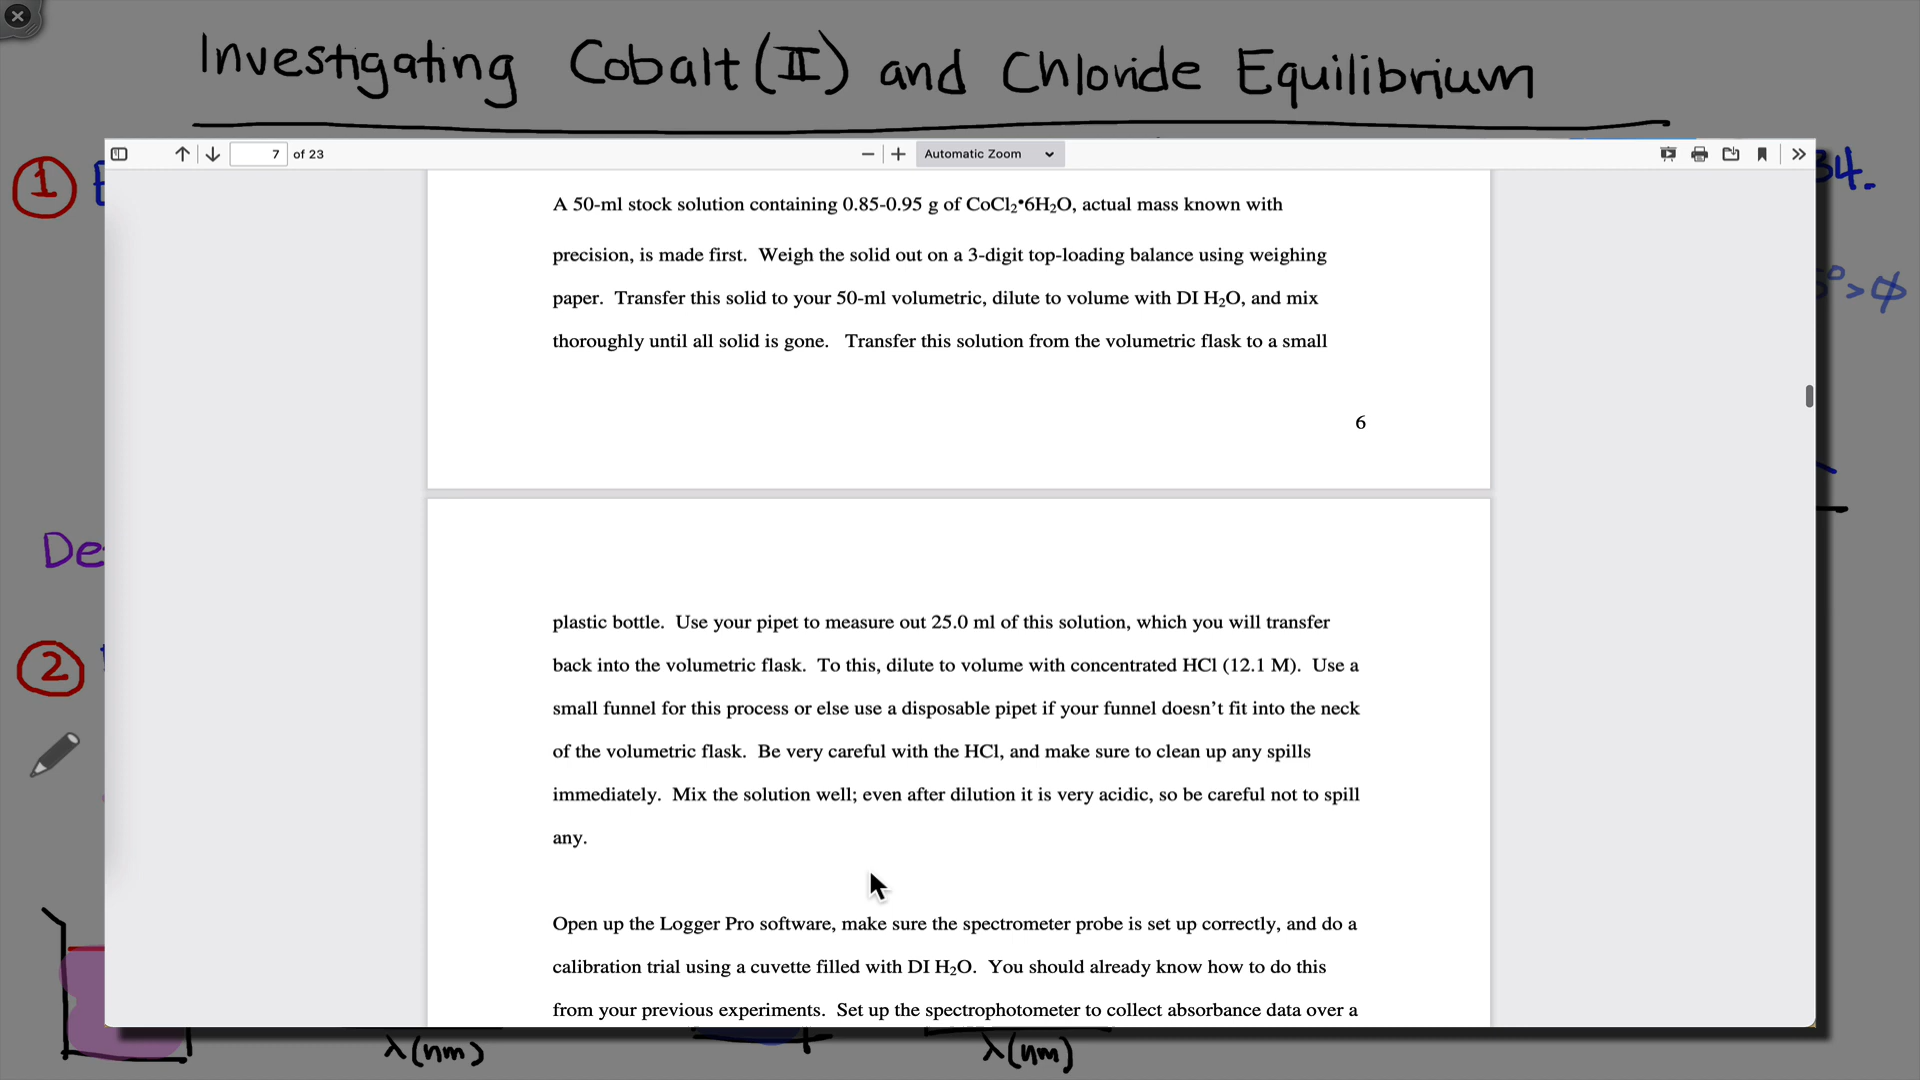 Investigating Cobalt(II) and Chloride Equilibrium
1
7 of 23
Automatic Zoom
34.
A 50-ml stock solution containing 0.85-0.95 g of CoCl₂•6H₂O, actual mass known with
precision, is made first. Weigh the solid out on a 3-digit top-loading balance using weighing
paper. Transfer this solid to your 50-ml volumetric, dilute to volume with DI H₂O, and mix
thoroughly until all solid is gone. Transfer this solution from the volumetric flask to a small
6
De
plastic bottle. Use your pipet to measure out 25.0 ml of this solution, which you will transfer
2
back into the volumetric flask. To this, dilute to volume with concentrated HCl (12.1 M). Use a
small funnel for this process or else use a disposable pipet if your funnel doesn’t fit into the neck
of the volumetric flask. Be very careful with the HCl, and make sure to clean up any spills
immediately. Mix the solution well; even after dilution it is very acidic, so be careful not to spill
any.
Open up the Logger Pro software, make sure the spectrometer probe is set up correctly, and do a
calibration trial using a cuvette filled with DI H₂O. You should already know how to do this
from your previous experiments. Set up the spectrophotometer to collect absorbance data over a
λ(nm)
λ(nm)